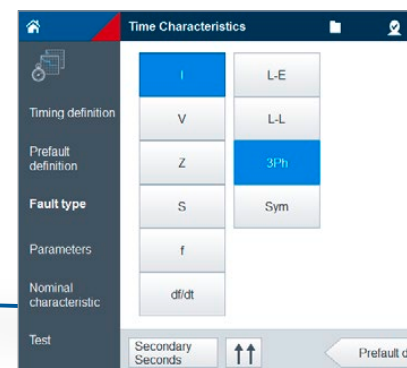 Time Characteristics
Timing definition
Prefault
definition
Fault type
Parameters
Nominal
characteristic
Test
I
L-E
V
L-L
Z
3Ph
S
Sym
f
df/dt
Secondary
Seconds
Prefault d